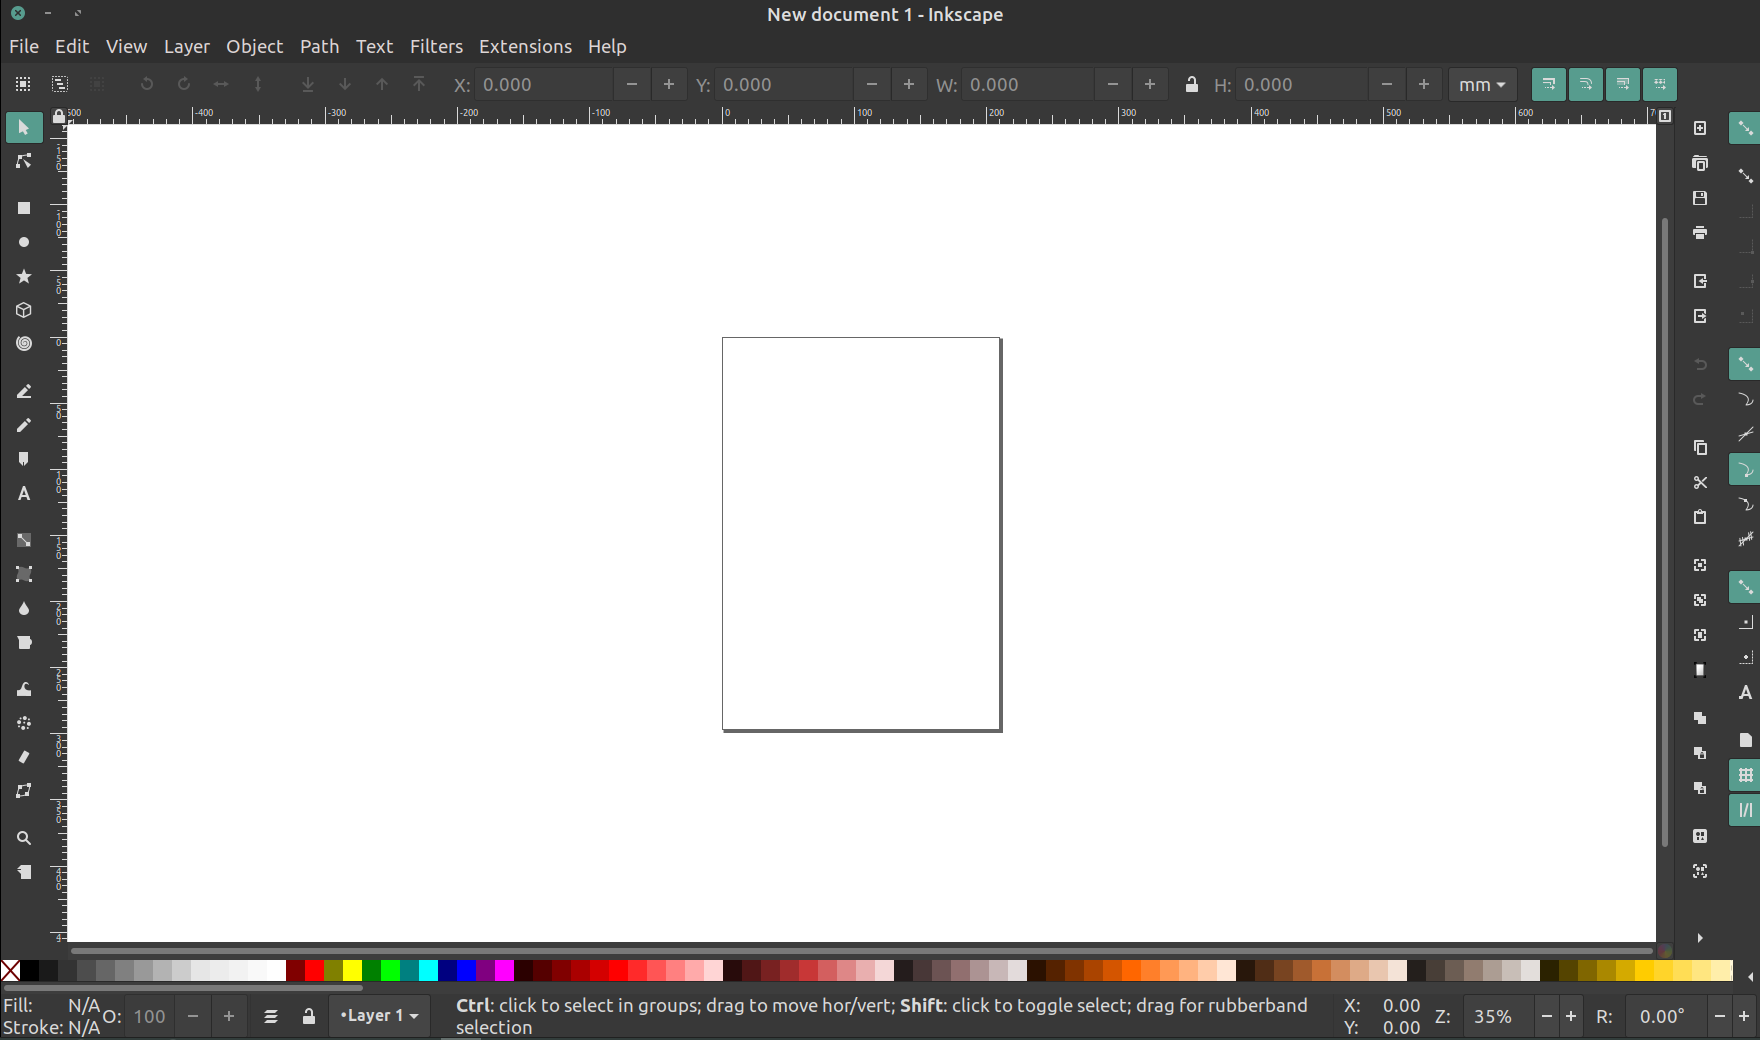 New document 1 - Inkscape
File Edit View Layer Object Path Text Filters Extensions Help
X: 0.000 Y: 0.000 W: 0.000 H: 0.000 mm
-400 -300 -200 -100 0 100 200 300 400 500 600
Fill: N/A O: 100 •Layer 1 Ctrl: click to select in groups; drag to move hor/vert; Shift: click to toggle select; drag for rubberband X: 0.00 Z: 35% R: 0.00°
Stroke: N/A selection Y: 0.00